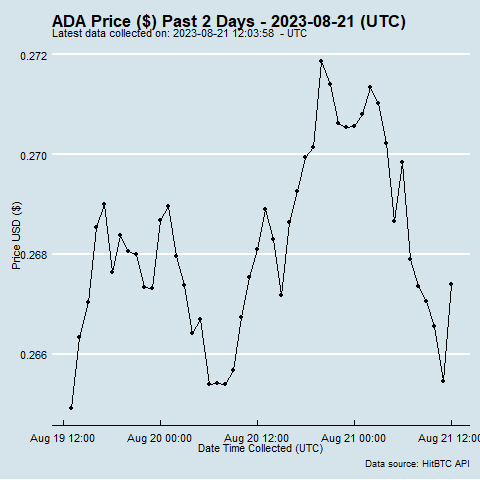 ADA Price ($) Past 2 Days - 2023-08-21 (UTC)
Latest data collected on: 2023-08-21 12:03:58  - UTC
0.272
0.270
0.268
0.266
Price USD ($)
Aug 19 12:00 Aug 20 00:00 Aug 20 12:00 Aug 21 00:00 Aug 21 12:00
Date Time Collected (UTC)
Data source: HitBTC API